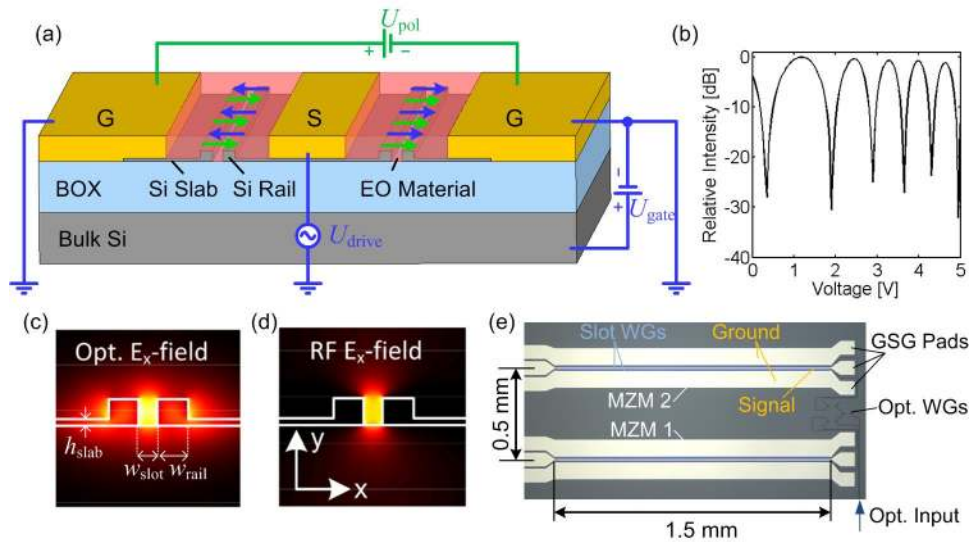 (a)
U_pol
+ −
G
S
G
Si Slab
Si Rail
EO Material
BOX
Bulk Si
U_drive
-
+
U_gate
(b)
Relative Intensity [dB]
0
-10
-20
-30
-40
0 1 2 3 4 5
Voltage [V]
(c)
Opt. Eₓ-field
h_slab
w_slot
w_rail
(d)
RF Eₓ-field
y
x
(e)
Slot WGs
Ground
GSG Pads
MZM 2
Signal
Opt. WGs
MZM 1
0.5 mm
1.5 mm
Opt. Input